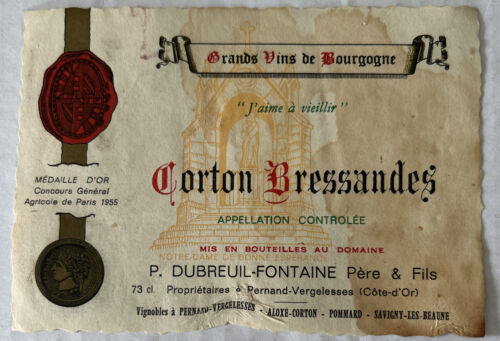 Grands Vins de Bourgogne
"J'aime à vieillir"
MÉDAILLE D'OR
Concours Général
Agricole de Paris 1955
Corton Bressandes
APPELLATION CONTROLÉE
MIS EN BOUTEILLES AU DOMAINE
NOTRE-DAME DE BONNE ESPERANCE
P. DUBREUIL-FONTAINE Père & Fils
73 cl. Propriétaires à Pernand-Vergelesses (Côte-d'Or)
Vignobles à PERNAND-VERGELESSES - ALOXE-CORTON - POMMARD - SAVIGNY-LES-BEAUNE